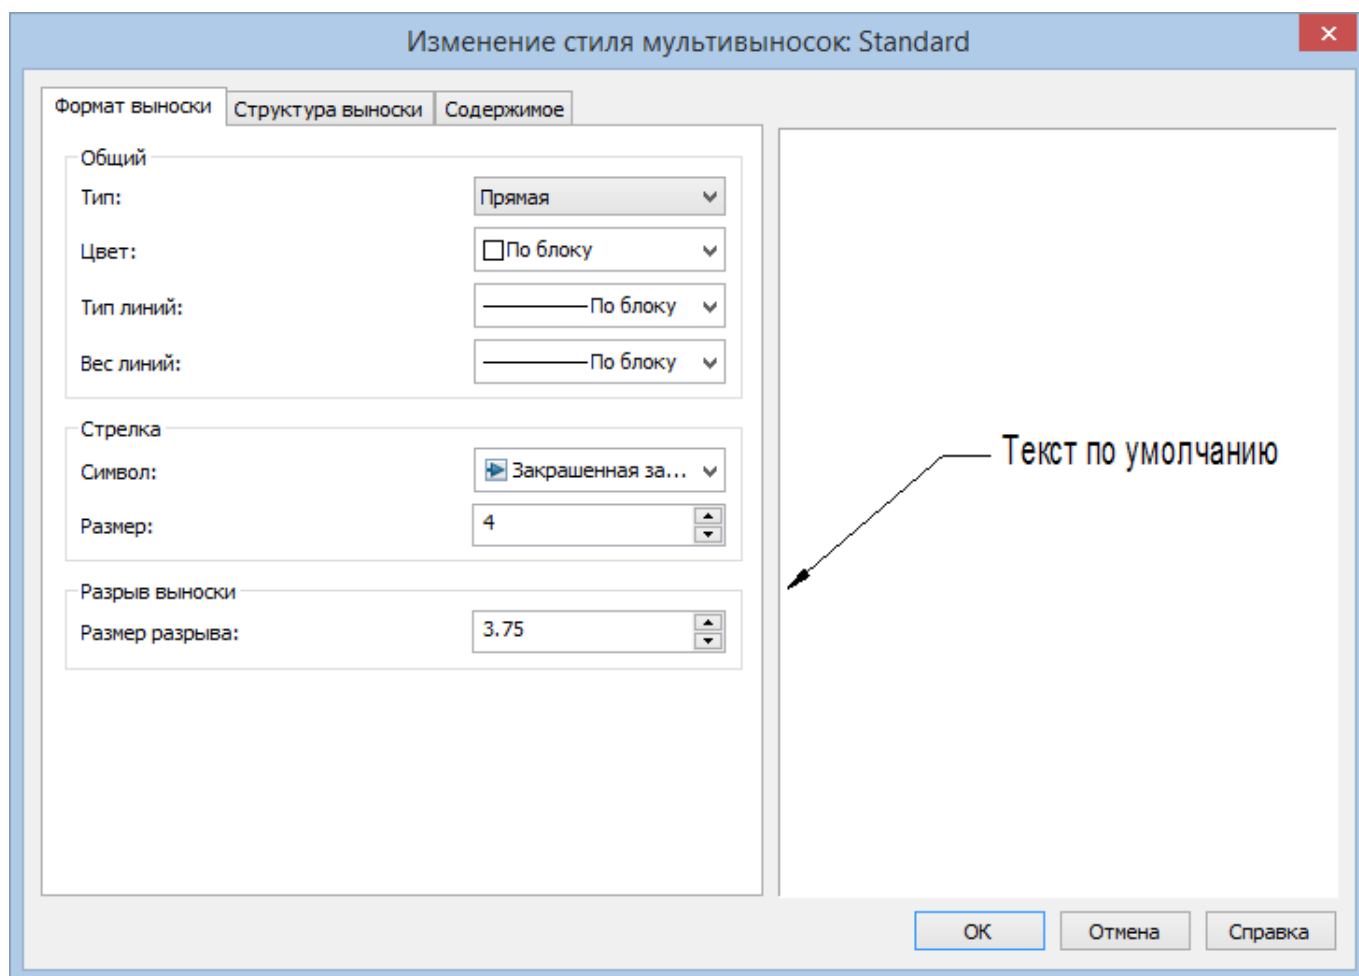 Изменение стиля мультивыносок: Standard
Формат выноски Структура выноски Содержимое
Общий
Тип: Прямая
Цвет: По блоку
Тип линий: По блоку
Вес линий: По блоку
Стрелка
Символ: Закрашенная за...
Размер: 4
Разрыв выноски
Размер разрыва: 3.75
Текст по умолчанию
ОК Отмена Справка